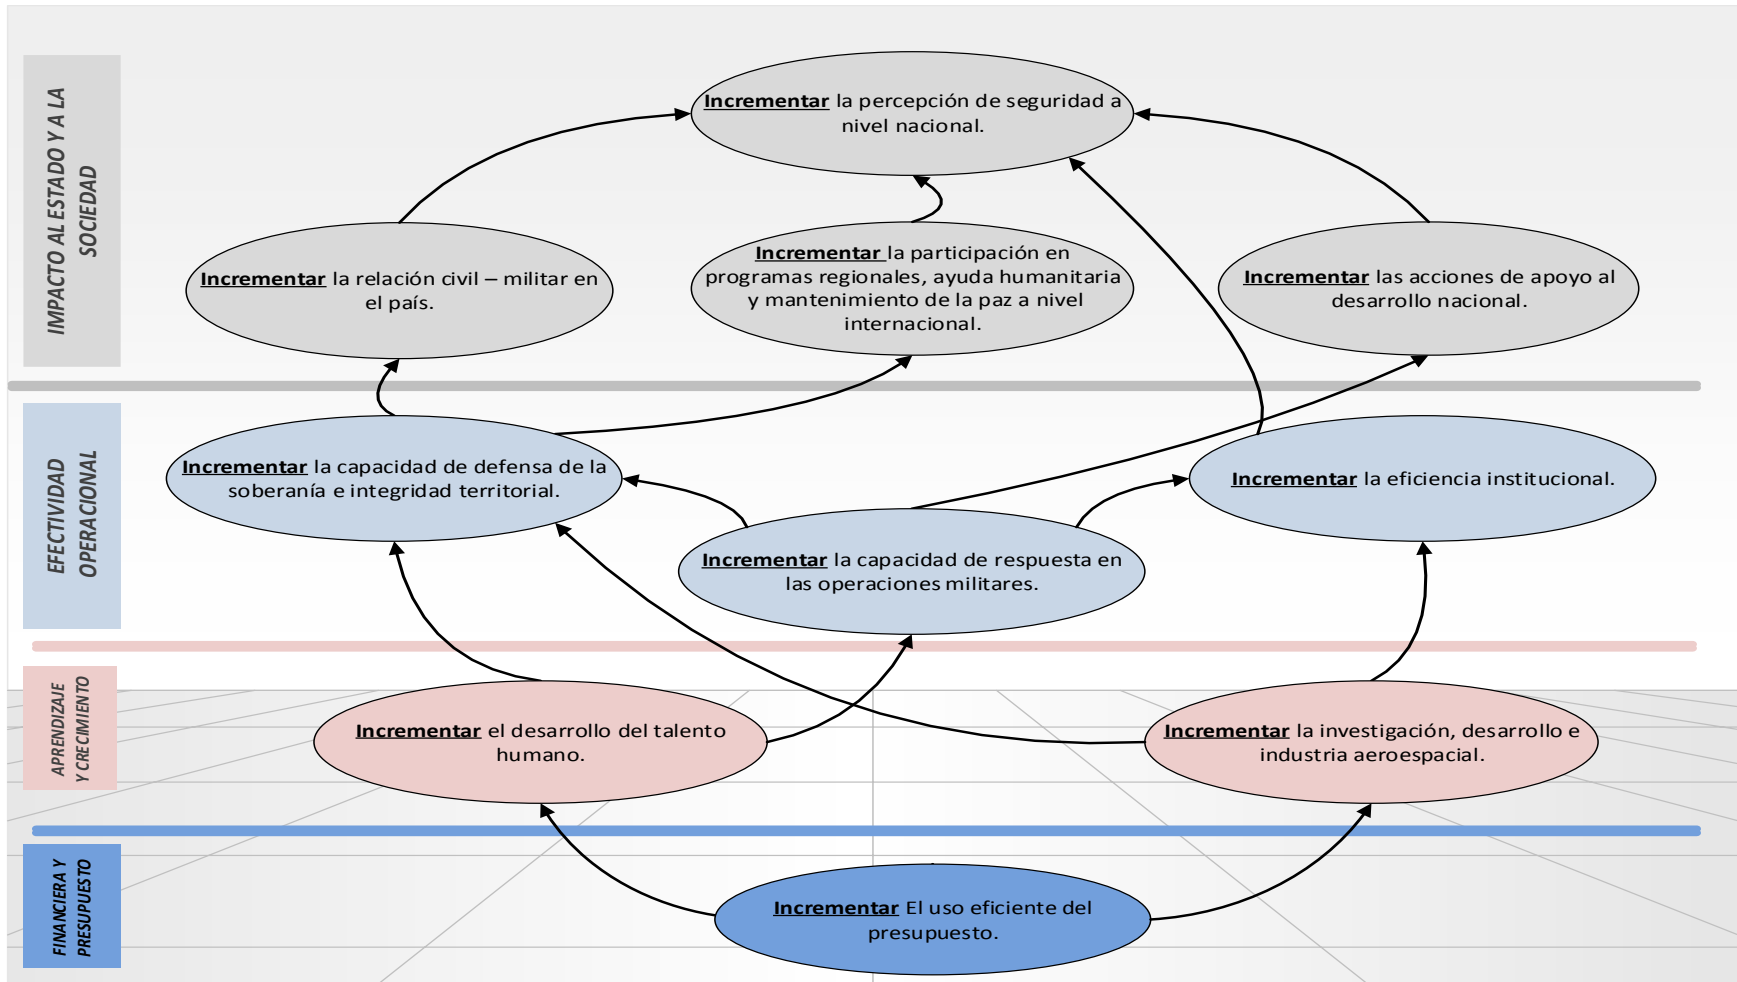 IMPACTO AL ESTADO Y A LA
SOCIEDAD
Incrementar la percepción de seguridad a
nivel nacional.
Incrementar la relación civil – militar en
el país.
Incrementar la participación en
programas regionales, ayuda humanitaria
y mantenimiento de la paz a nivel
internacional.
Incrementar las acciones de apoyo al
desarrollo nacional.
EFECTIVIDAD
OPERACIONAL
Incrementar la capacidad de defensa de la
soberanía e integridad territorial.
Incrementar la eficiencia institucional.
Incrementar la capacidad de respuesta en
las operaciones militares.
APRENDIZAJE
Y CRECIMIENTO
Incrementar el desarrollo del talento
humano.
Incrementar la investigación, desarrollo e
industria aeroespacial.
FINANCIERA Y
PRESUPUESTO
Incrementar El uso eficiente del
presupuesto.